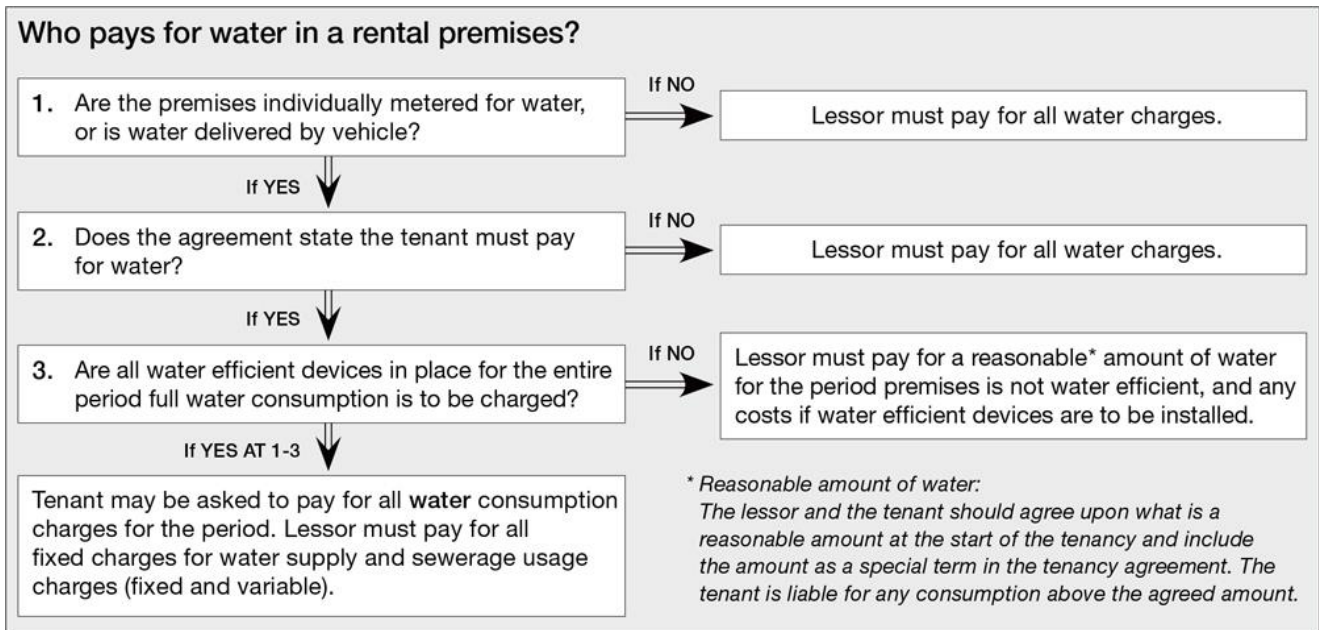 Who pays for water in a rental premises?
1. Are the premises individually metered for water,
or is water delivered by vehicle?
If NO
Lessor must pay for all water charges.
If YES
2. Does the agreement state the tenant must pay
for water?
If NO
Lessor must pay for all water charges.
If YES
3. Are all water efficient devices in place for the entire
period full water consumption is to be charged?
If NO
Lessor must pay for a reasonable* amount of water
for the period premises is not water efficient, and any
costs if water efficient devices are to be installed.
If YES AT 1-3
Tenant may be asked to pay for all water consumption
charges for the period. Lessor must pay for all
fixed charges for water supply and sewerage usage
charges (fixed and variable).
* Reasonable amount of water:
The lessor and the tenant should agree upon what is a
reasonable amount at the start of the tenancy and include
the amount as a special term in the tenancy agreement. The
tenant is liable for any consumption above the agreed amount.